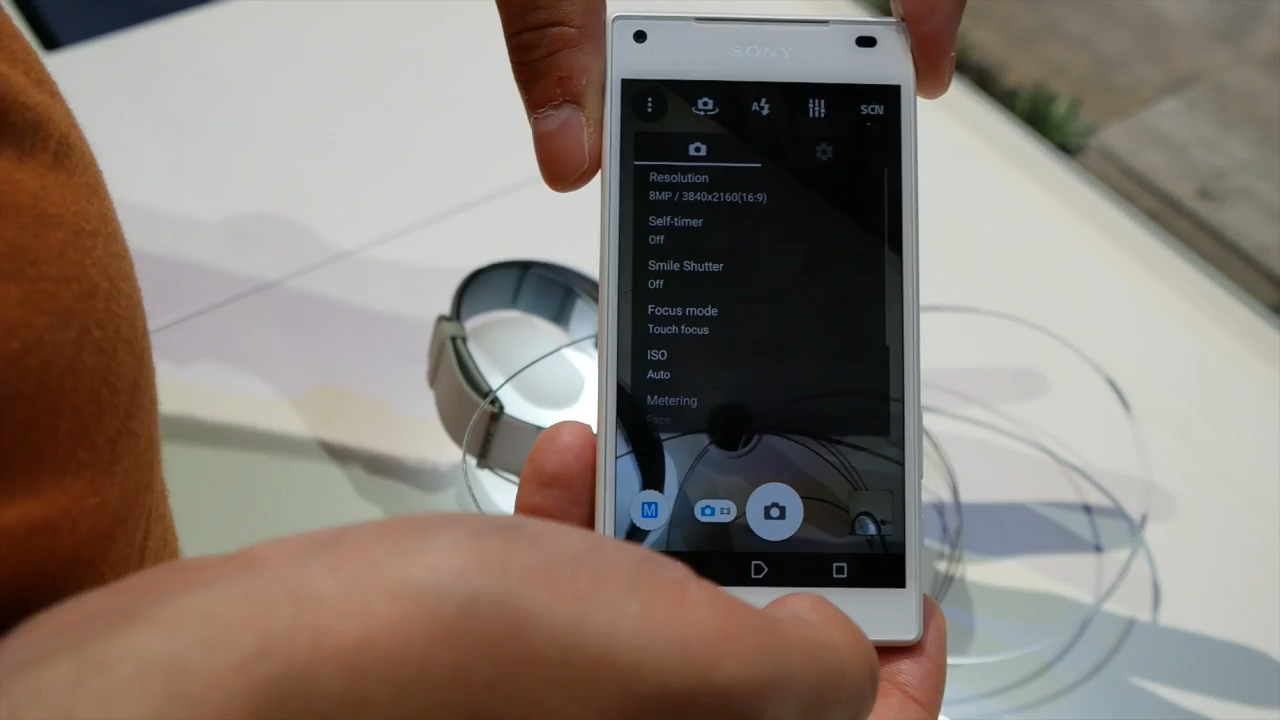 SONY
A
SCN
Resolution
8MP / 3840x2160(16:9)
Self-timer
Off
Smile Shutter
Off
Focus mode
Touch focus
ISO
Auto
Metering
Face
M